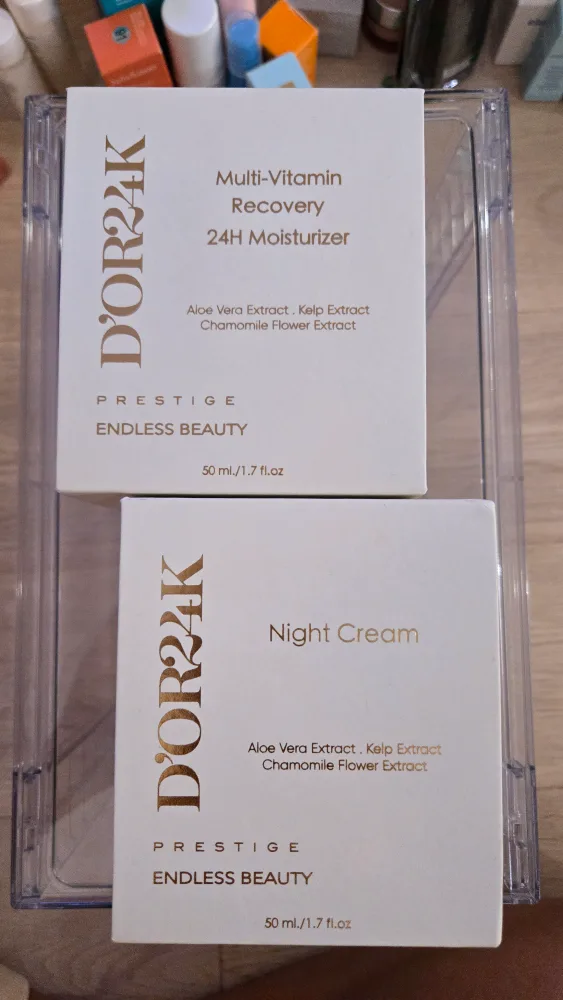 D'OR24K
Multi-Vitamin
Recovery
24H Moisturizer
Aloe Vera Extract . Kelp Extract
Chamomile Flower Extract
PRESTIGE
ENDLESS BEAUTY
50 ml./1.7 fl.oz
D'OR24K
Night Cream
Aloe Vera Extract . Kelp Extract
Chamomile Flower Extract
PRESTIGE
ENDLESS BEAUTY
50 ml./1.7 fl.oz